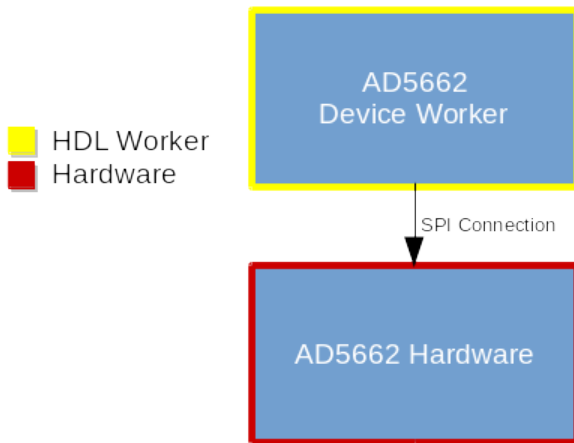 AD5662
Device Worker
HDL Worker
Hardware
SPI Connection
AD5662 Hardware